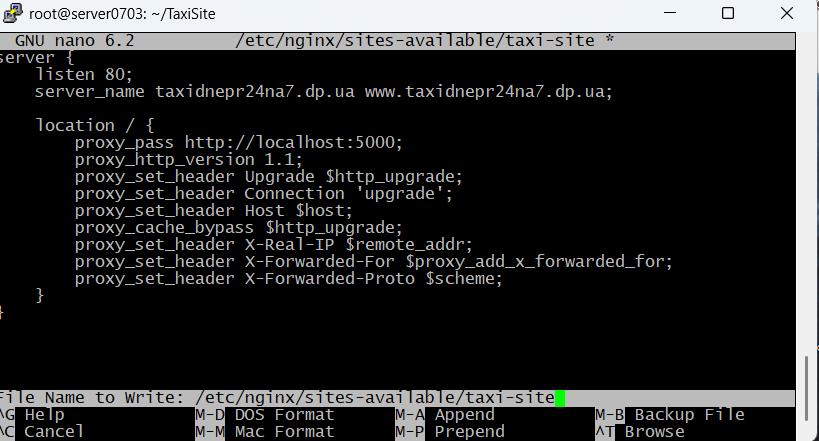 root@server0703: ~/TaxiSite
GNU nano 6.2 /etc/nginx/sites-available/taxi-site *
server {
    listen 80;
    server_name taxidnepr24na7.dp.ua www.taxidnepr24na7.dp.ua;

    location / {
        proxy_pass http://localhost:5000;
        proxy_http_version 1.1;
        proxy_set_header Upgrade $http_upgrade;
        proxy_set_header Connection 'upgrade';
        proxy_set_header Host $host;
        proxy_cache_bypass $http_upgrade;
        proxy_set_header X-Real-IP $remote_addr;
        proxy_set_header X-Forwarded-For $proxy_add_x_forwarded_for;
        proxy_set_header X-Forwarded-Proto $scheme;
    }
}
File Name to Write: /etc/nginx/sites-available/taxi-site
^G Help M-D DOS Format M-A Append M-B Backup File
^C Cancel M-M Mac Format M-P Prepend ^T Browse